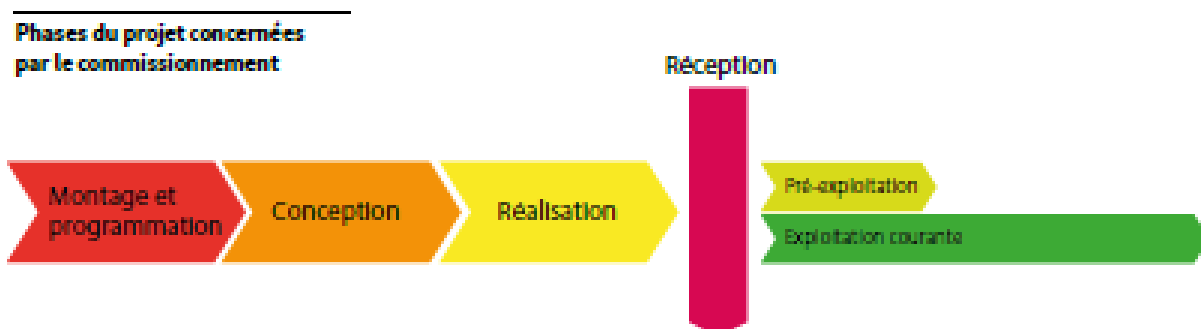 Phases du projet concernées
par le commissionnement
Réception
Montage et
programmation
Conception
Réalisation
Pré-exploitation
Exploitation courante